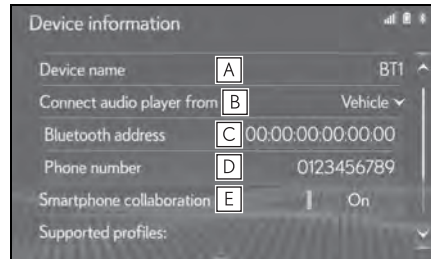 Device information
Device name A BT1
Connect audio player from B Vehicle
Bluetooth address C 00:00:00:00:00:00
Phone number D 0123456789
Smartphone collaboration E On
Supported profiles: